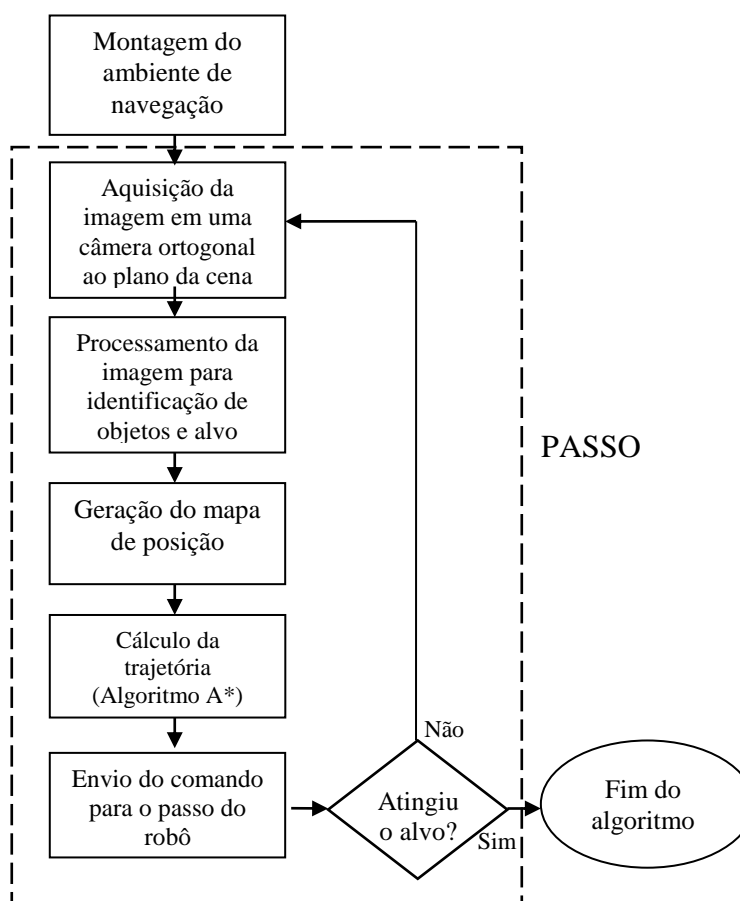 Montagem do
ambiente de
navegação
Aquisição da
imagem em uma
câmera ortogonal
ao plano da cena
Processamento da
imagem para
identificação de
objetos e alvo
PASSO
Geração do mapa
de posição
Cálculo da
trajetória
(Algoritmo A*)
Envio do comando
para o passo do
robô
Não
Atingiu
o alvo?
Sim
Fim do
algoritmo